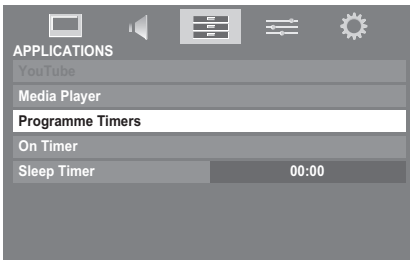 APPLICATIONS
YouTube
Media Player
Programme Timers
On Timer
Sleep Timer 00:00